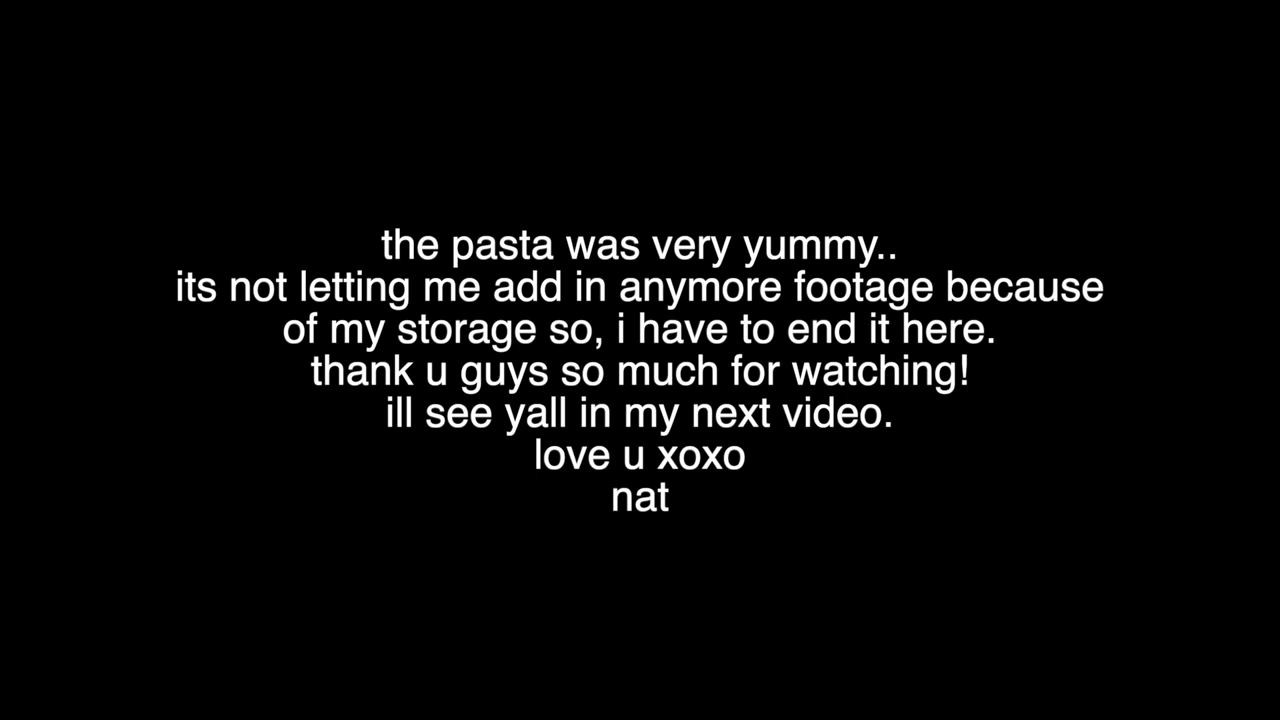 the pasta was very yummy..
its not letting me add in anymore footage because
of my storage so, i have to end it here.
thank u guys so much for watching!
ill see yall in my next video.
love u xoxo
nat